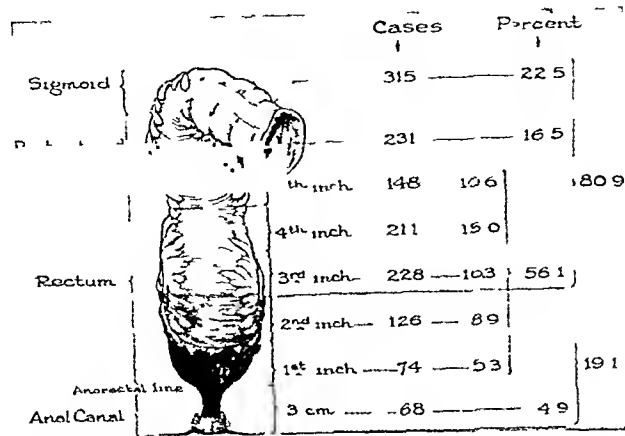 Cases Percent
Sigmoid 315 22 5
231 16 5
inch 148 10 6
80 9
4th inch 211 15 0
Rectum 3rd inch 228 10 3 56 1
2nd inch 126 8 9
1st inch 74 5 3
19 1
Anorectal line
Anal Canal 3 cm 68 4 9